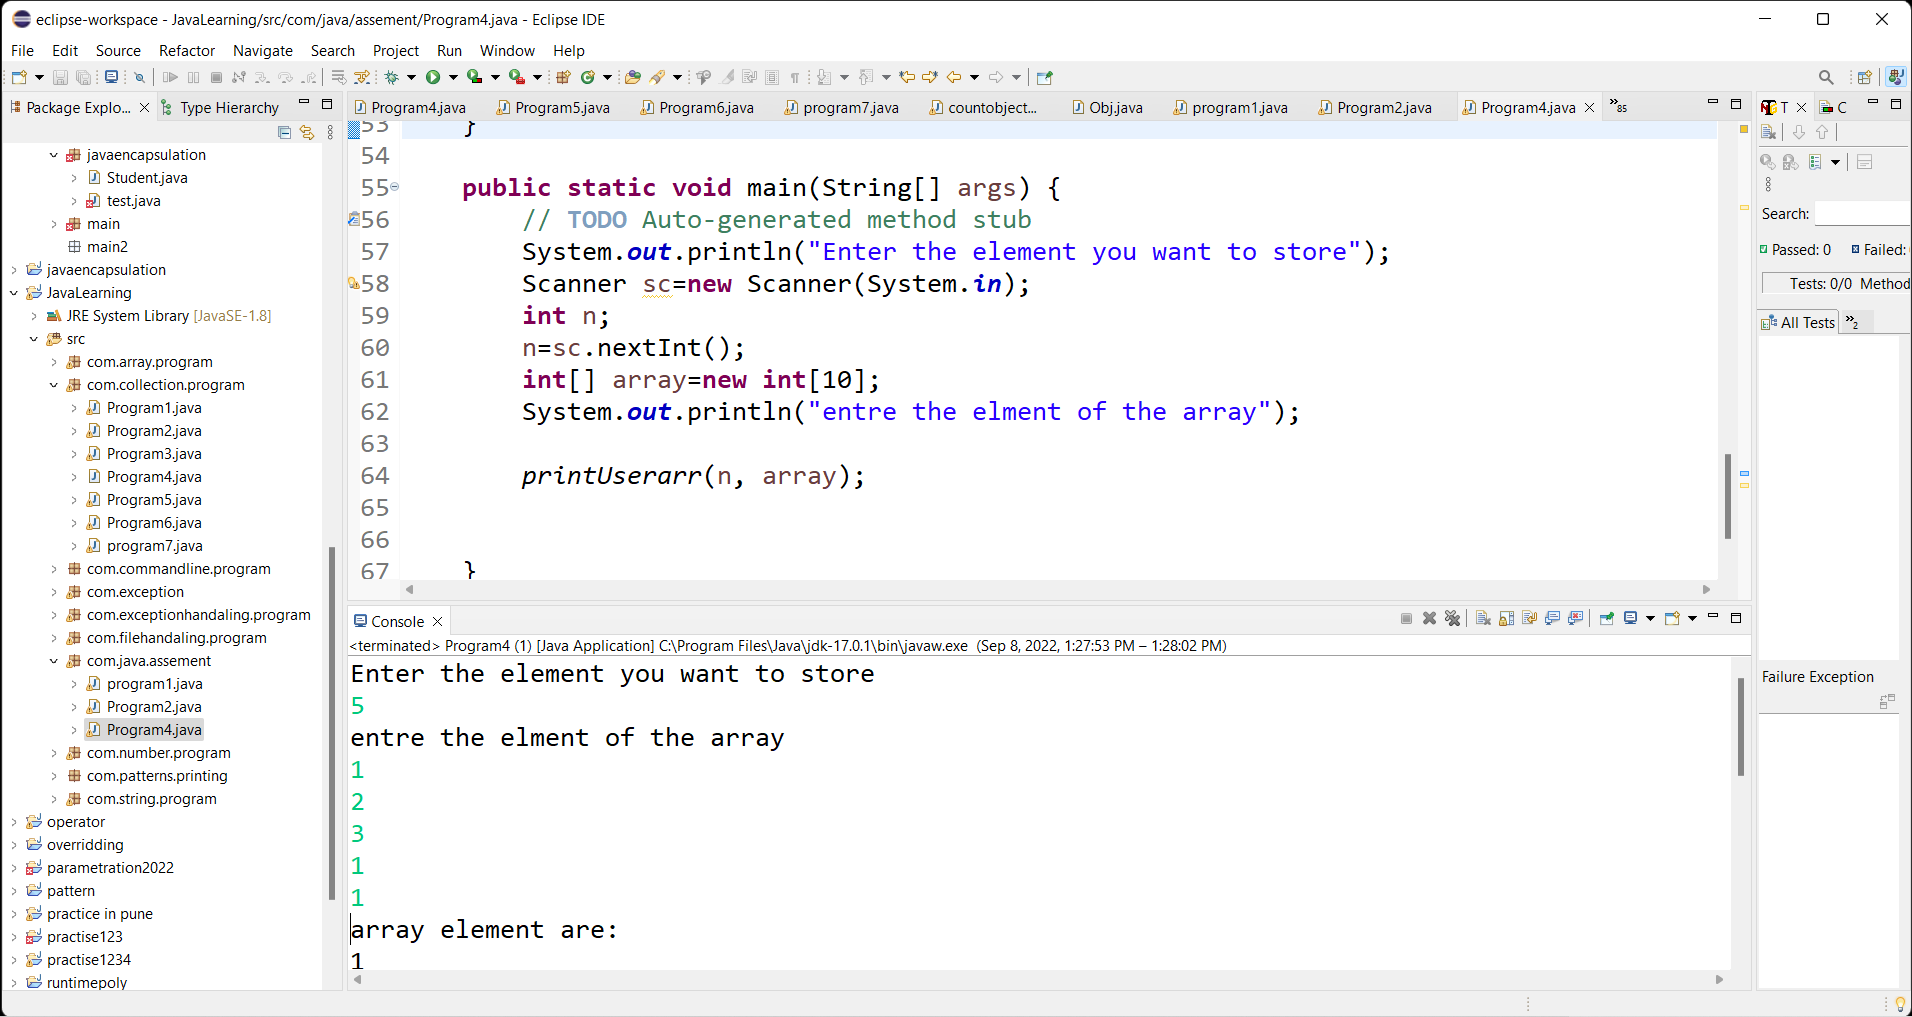 eclipse-workspace - JavaLearning/src/com/java/assement/Program4.java - Eclipse IDE
File Edit Source Refactor Navigate Search Project Run Window Help
Package Explo... Type Hierarchy
javaencapsulation
Student.java
test.java
main
main2
javaencapsulation
JavaLearning
JRE System Library [JavaSE-1.8]
src
com.array.program
com.collection.program
Program1.java
Program2.java
Program3.java
Program4.java
Program5.java
Program6.java
program7.java
com.commandline.program
com.exception
com.exceptionhandaling.program
com.filehandaling.program
com.java.assement
program1.java
Program2.java
Program4.java
com.number.program
com.patterns.printing
com.string.program
operator
overridding
parametration2022
pattern
practice in pune
practise123
practise1234
runtimepoly
Program4.java Program5.java Program6.java program7.java countobject... Obj.java program1.java Program2.java Program4.java »85
53 }
54
55 public static void main(String[] args) {
56 // TODO Auto-generated method stub
57 System.out.println("Enter the element you want to store");
58 Scanner sc=new Scanner(System.in);
59 int n;
60 n=sc.nextInt();
61 int[] array=new int[10];
62 System.out.println("entre the elment of the array");
63
64 printUserarr(n, array);
65
66
67 }
Console
<terminated> Program4 (1) [Java Application] C:\Program Files\Java\jdk-17.0.1\bin\javaw.exe (Sep 8, 2022, 1:27:53 PM – 1:28:02 PM)
Enter the element you want to store
5
entre the elment of the array
1
2
3
1
1
array element are:
1
T C
Search:
Passed: 0 Failed:
Tests: 0/0 Method
All Tests »2
Failure Exception